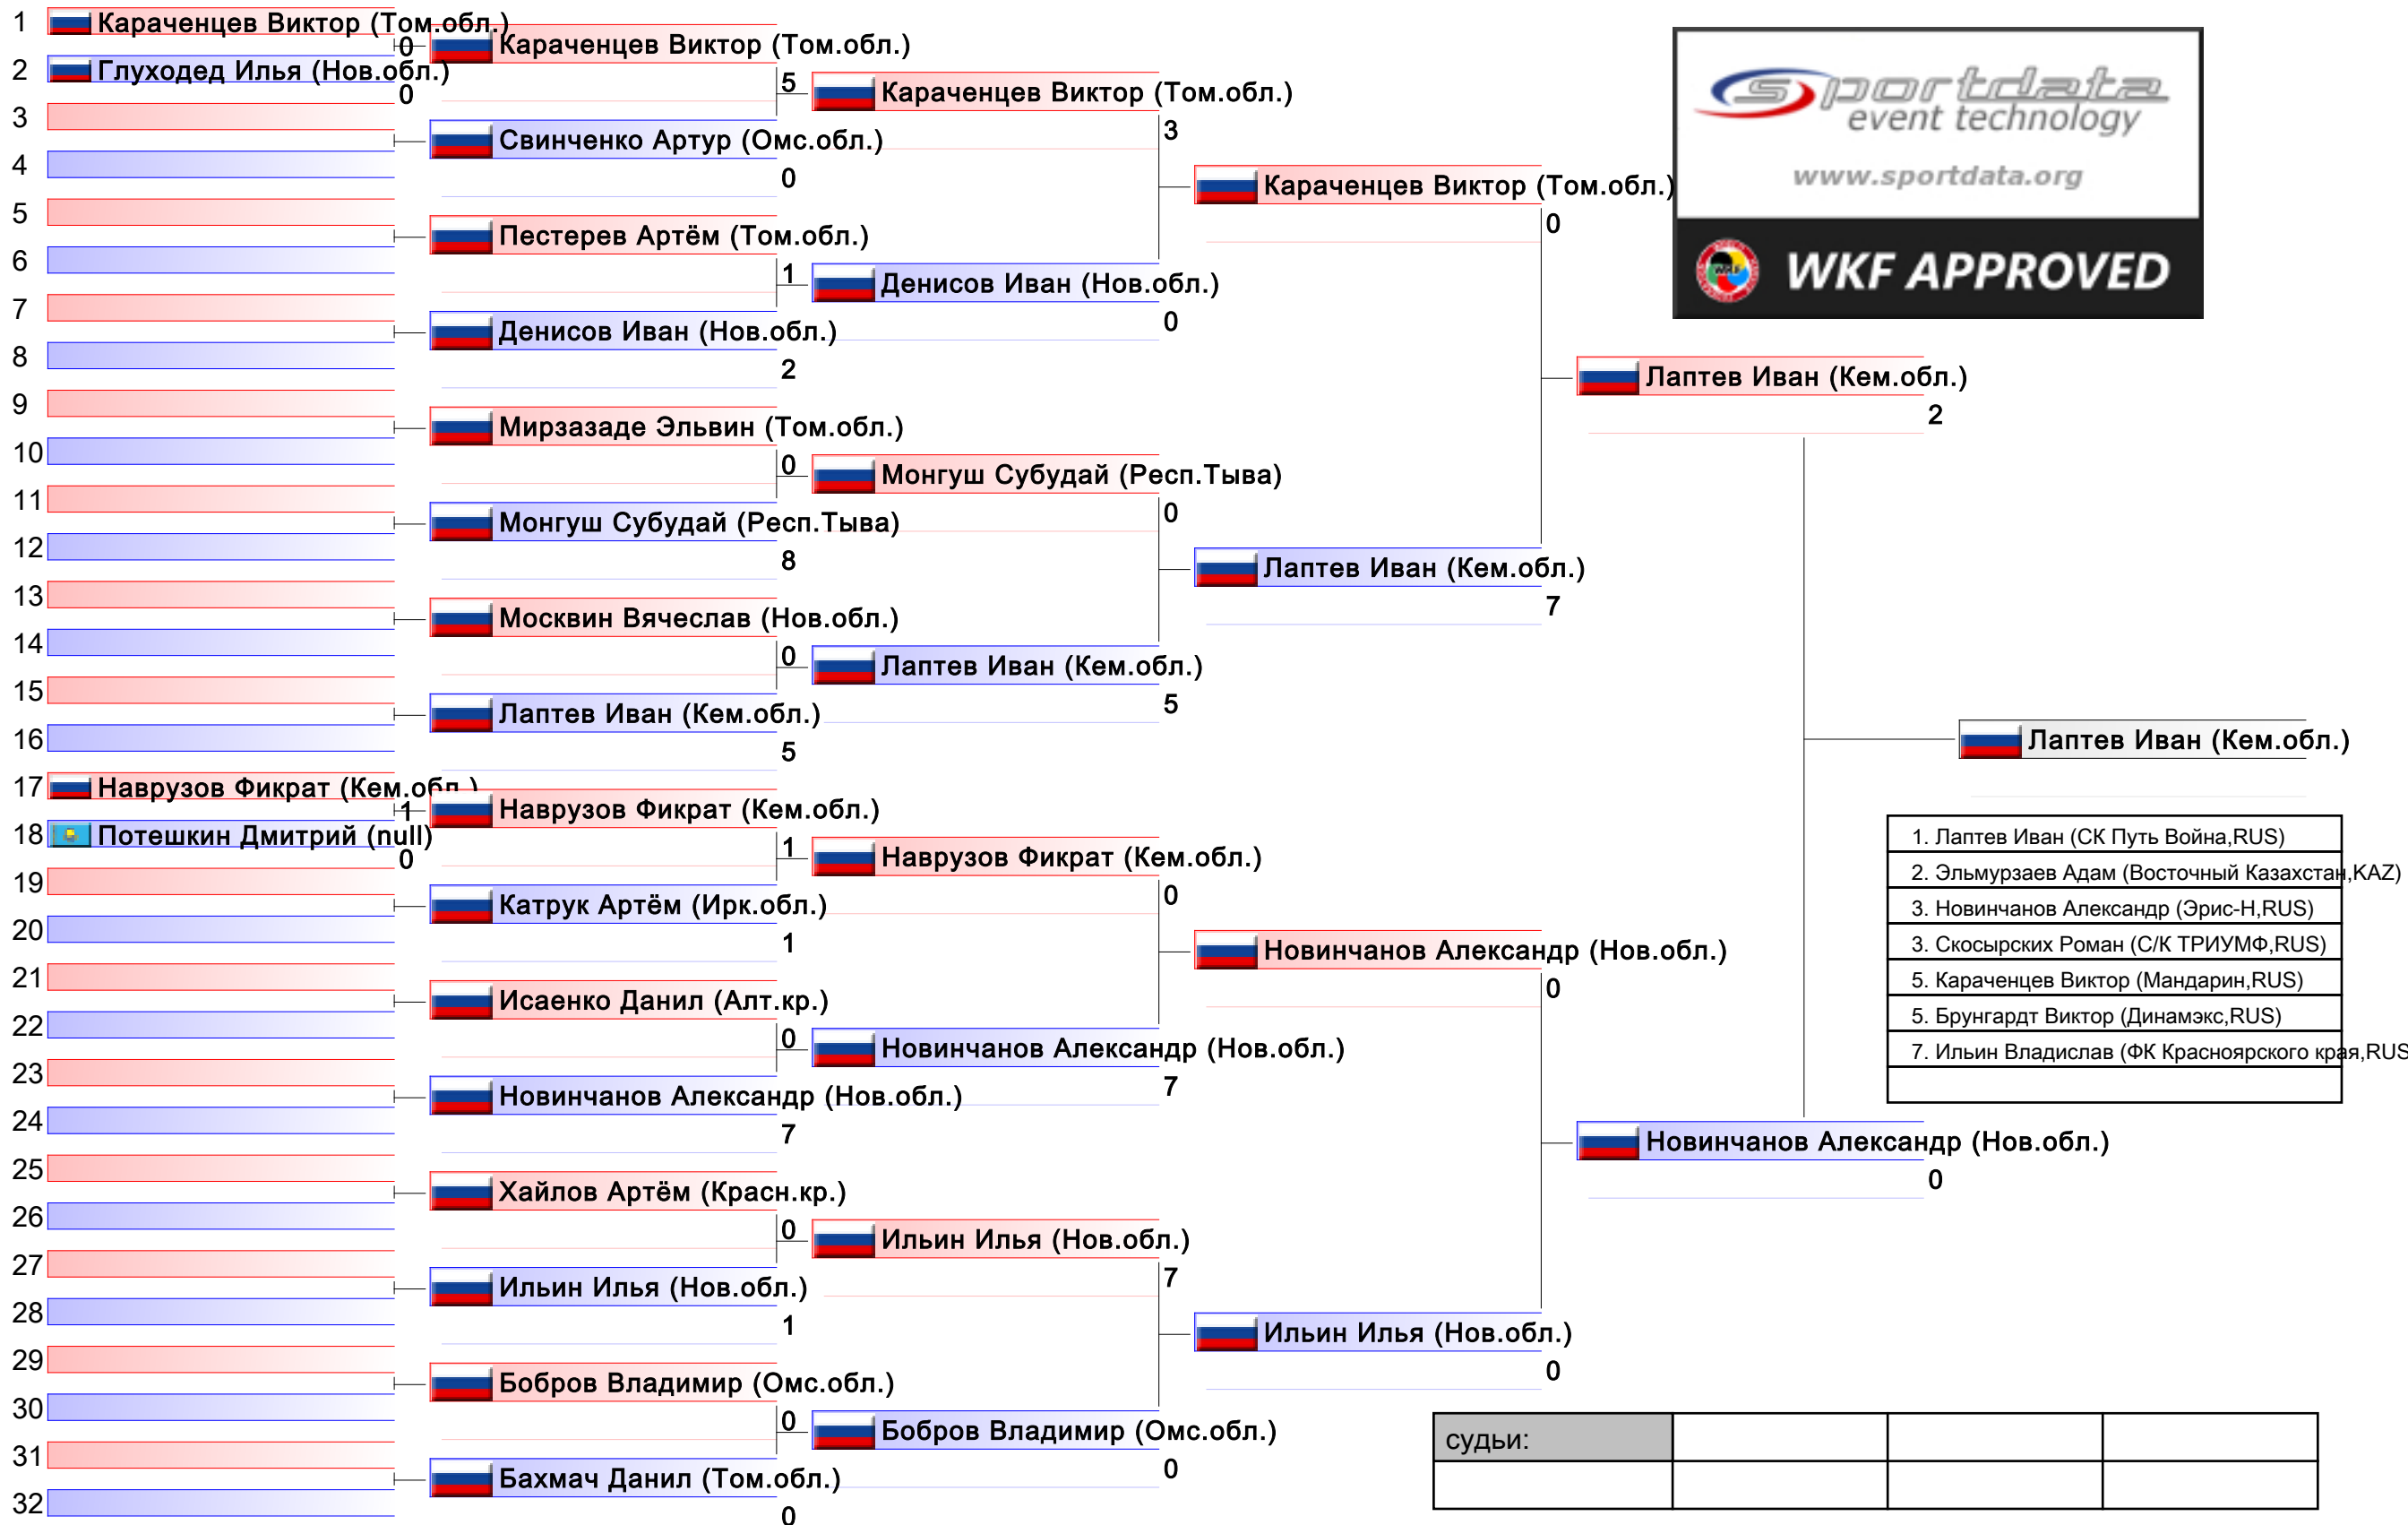 1 Караченцев Виктор (Том.обл.)
0
2 Глуходед Илья (Нов.обл.)
0
3
4
5
6
7
8
9
10
11
12
13
14
15
16
17 Наврузов Фикрат (Кем.обл.)
1
18 Потешкин Дмитрий (null)
0
19
20
21
22
23
24
25
26
27
28
29
30
31
32
Караченцев Виктор (Том.обл.)
5
Свинченко Артур (Омс.обл.)
0
Пестерев Артём (Том.обл.)
1
Денисов Иван (Нов.обл.)
2
Мирзазаде Эльвин (Том.обл.)
0
Монгуш Субудай (Респ.Тыва)
8
Москвин Вячеслав (Нов.обл.)
0
Лаптев Иван (Кем.обл.)
5
Наврузов Фикрат (Кем.обл.)
1
Катрук Артём (Ирк.обл.)
1
Исаенко Данил (Алт.кр.)
0
Новинчанов Александр (Нов.обл.)
7
Хайлов Артём (Красн.кр.)
0
Ильин Илья (Нов.обл.)
1
Бобров Владимир (Омс.обл.)
0
Бахмач Данил (Том.обл.)
0
Караченцев Виктор (Том.обл.)
3
Денисов Иван (Нов.обл.)
0
Монгуш Субудай (Респ.Тыва)
0
Лаптев Иван (Кем.обл.)
5
Наврузов Фикрат (Кем.обл.)
0
Новинчанов Александр (Нов.обл.)
7
Ильин Илья (Нов.обл.)
7
Бобров Владимир (Омс.обл.)
0
Караченцев Виктор (Том.обл.)
0
Лаптев Иван (Кем.обл.)
7
Новинчанов Александр (Нов.обл.)
0
Ильин Илья (Нов.обл.)
0
Лаптев Иван (Кем.обл.)
2
Новинчанов Александр (Нов.обл.)
0
Лаптев Иван (Кем.обл.)
sportdata
event technology
www.sportdata.org
WKF APPROVED
1. Лаптев Иван (СК Путь Война,RUS)
2. Эльмурзаев Адам (Восточный Казахстан,KAZ)
3. Новинчанов Александр (Эрис-Н,RUS)
3. Скосырских Роман (С/К ТРИУМФ,RUS)
5. Караченцев Виктор (Мандарин,RUS)
5. Брунгардт Виктор (Динамэкс,RUS)
7. Ильин Владислав (ФК Красноярского края,RUS
судьи: